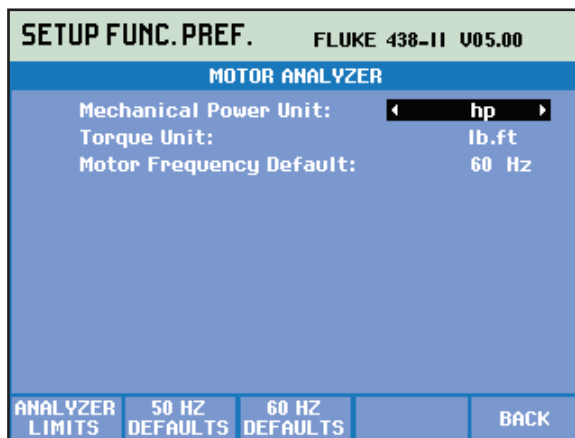 SETUP FUNC. PREF. FLUKE 438-II V05.00
MOTOR ANALYZER
Mechanical Power Unit: hp
Torque Unit: lb.ft
Motor Frequency Default: 60 Hz
ANALYZER LIMITS
50 HZ DEFAULTS
60 HZ DEFAULTS
BACK